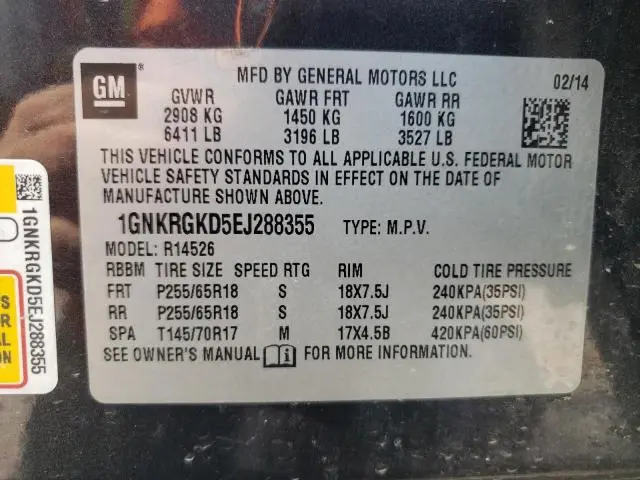 GM ®
MFD BY GENERAL MOTORS LLC 02/14
GVWR GAWR FRT GAWR RR
2908 KG 1450 KG 1600 KG
6411 LB 3196 LB 3527 LB
THIS VEHICLE CONFORMS TO ALL APPLICABLE U.S. FEDERAL MOTOR
VEHICLE SAFETY STANDARDS IN EFFECT ON THE DATE OF
MANUFACTURE SHOWN ABOVE.
1GNKRGKD5EJ288355 TYPE: M.P.V.
MODEL: R14526
RBBM TIRE SIZE SPEED RTG RIM COLD TIRE PRESSURE
FRT P255/65R18 S 18X7.5J 240KPA(35PSI)
RR P255/65R18 S 18X7.5J 240KPA(35PSI)
SPA T145/70R17 M 17X4.5B 420KPA(60PSI)
SEE OWNER'S MANUAL FOR MORE INFORMATION.
1GNKRGKD5EJ288355